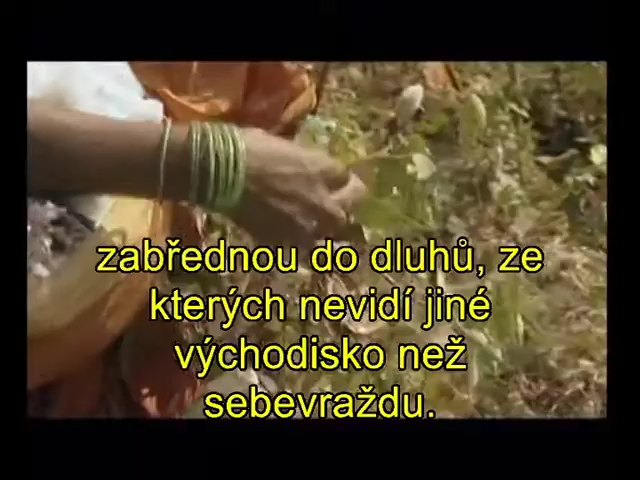 zabřednou do dluhů, ze
kterých nevidí jiné
východisko než
sebevraždu.